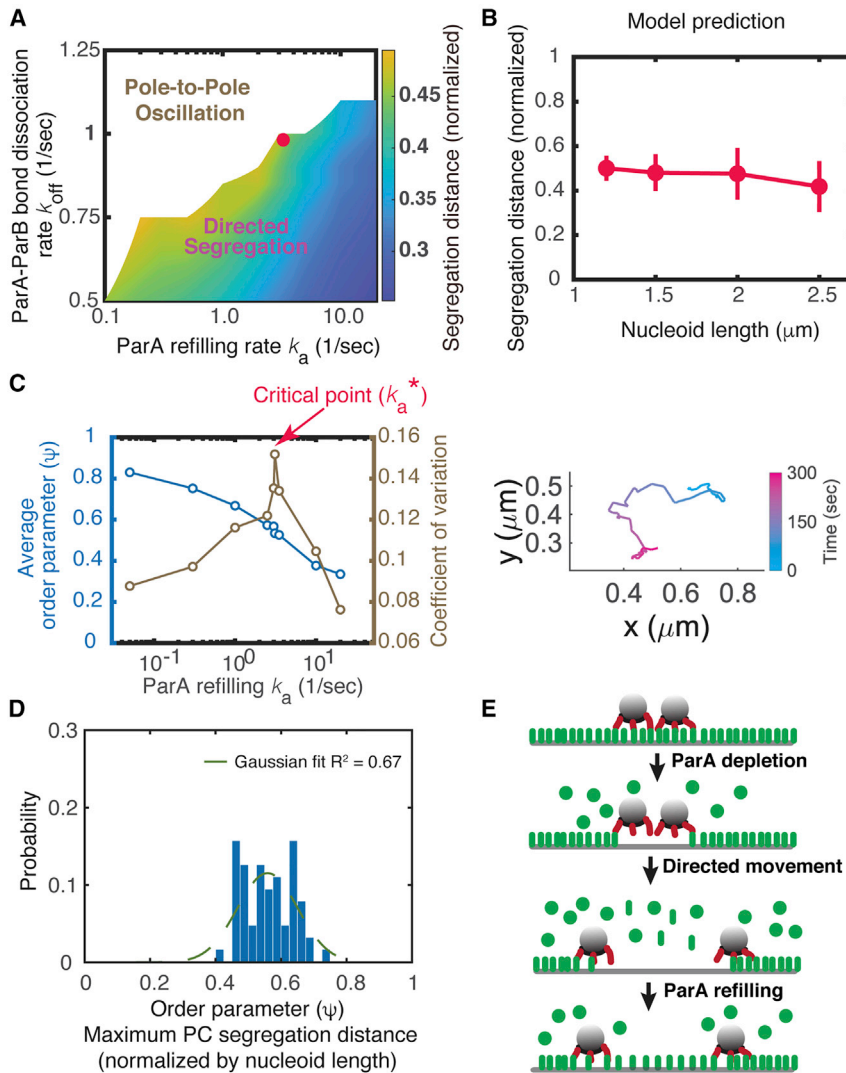 A
ParA-ParB bond dissociation
rate k_off (1/sec)
1.25
1
0.75
0.5
Pole-to-Pole
Oscillation
Directed
Segregation
0.1
1.0
10.0
ParA refilling rate k_a (1/sec)
0.45
0.4
0.35
0.3
Segregation distance (normalized)
B
Model prediction
Segregation distance (normalized)
1
0.8
0.6
0.4
0.2
0
1
1.5
2
2.5
Nucleoid length (μm)
C
Critical point (k_a*)
Average
order parameter (ψ)
1
0.8
0.6
0.4
0.2
0
0.16
0.14
0.12
0.1
0.08
0.06
Coefficient of variation
10⁻¹
10⁰
10¹
ParA refilling k_a (1/sec)
y (μm)
0.5
0.4
0.3
0.4
0.6
0.8
x (μm)
300
150
0
Time (sec)
D
Probability
0.3
0.2
0.1
0
Gaussian fit R² = 0.67
0
0.2
0.4
0.6
0.8
1
Order parameter (ψ)
Maximum PC segregation distance
(normalized by nucleoid length)
E
ParA depletion
Directed movement
ParA refilling